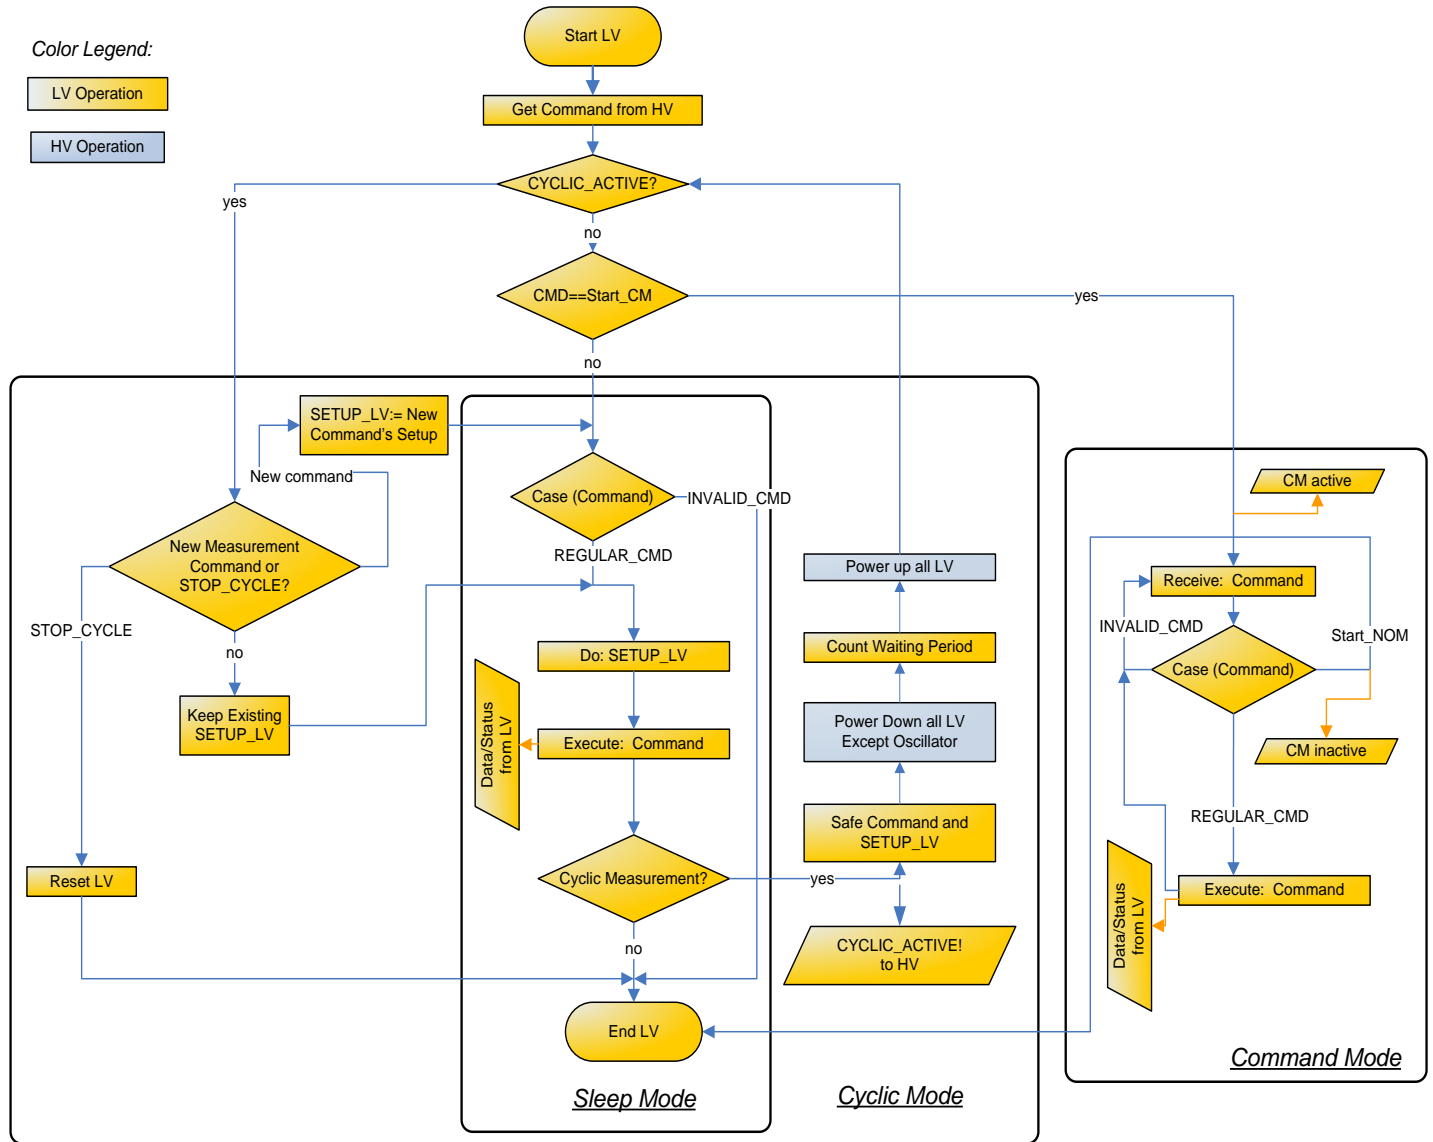 Color Legend:
LV Operation
HV Operation
Start LV
Get Command from HV
CYCLIC_ACTIVE?
yes
no
CMD==Start_CM
yes
no
SETUP_LV:= New
Command's Setup
New command
New Measurement
Command or
STOP_CYCLE?
STOP_CYCLE
no
Keep Existing
SETUP_LV
Reset LV
Case (Command)
INVALID_CMD
REGULAR_CMD
Do: SETUP_LV
Execute: Command
Data/Status
from LV
Cyclic Measurement?
yes
no
End LV
Sleep Mode
Power up all LV
Count Waiting Period
Power Down all LV
Except Oscillator
Safe Command and
SETUP_LV
CYCLIC_ACTIVE!
to HV
Cyclic Mode
CM active
Receive: Command
INVALID_CMD
Start_NOM
Case (Command)
CM inactive
REGULAR_CMD
Execute: Command
Data/Status
from LV
Command Mode